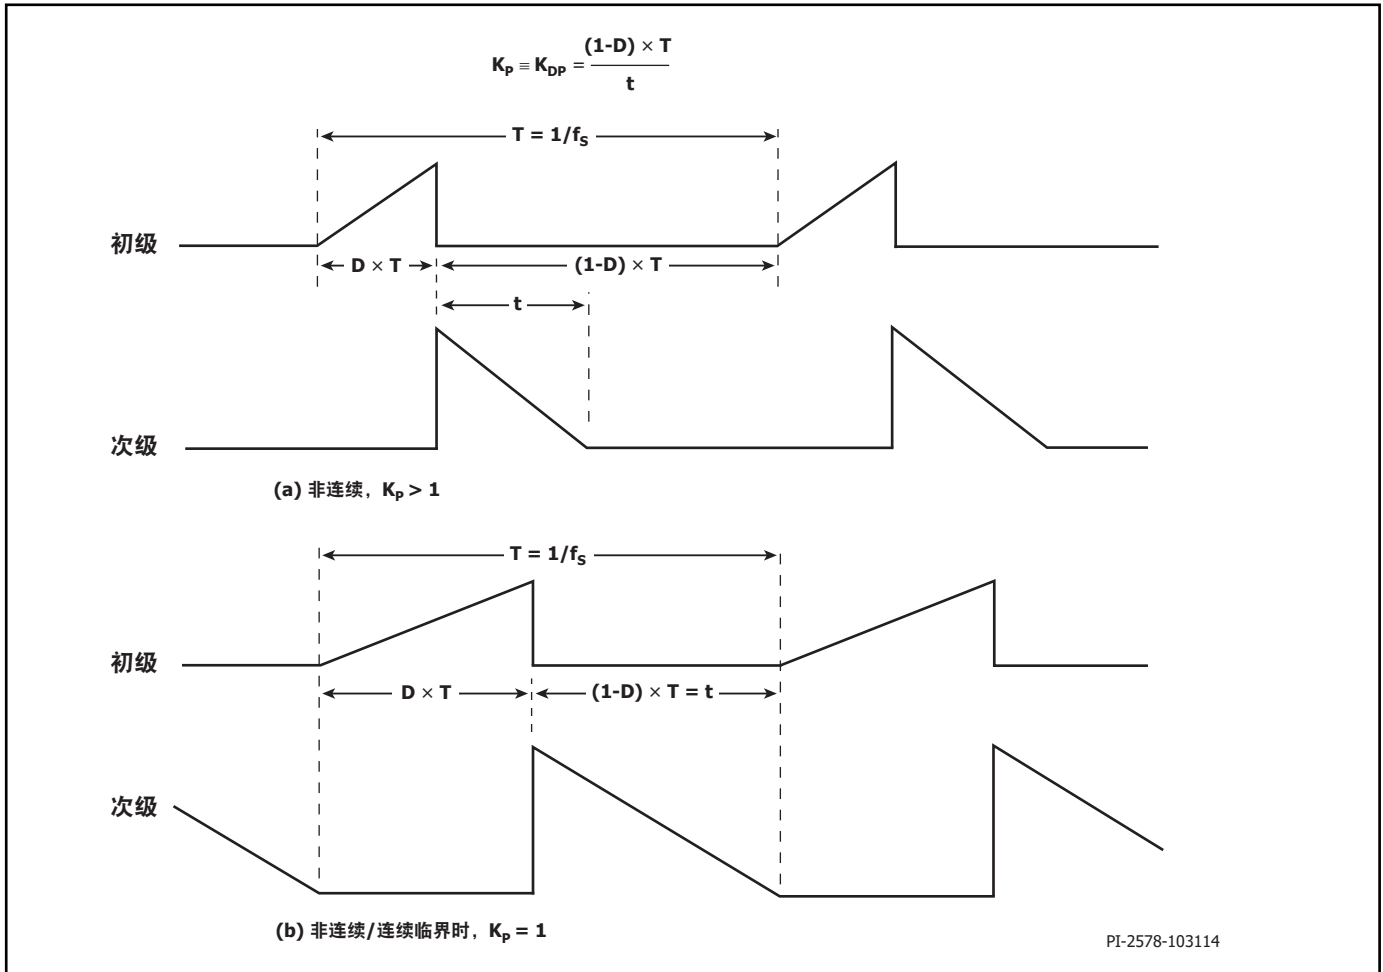 (1-D) × T
K_P ≡ K_DP =
t
T = 1/f_S
初级
D × T
(1-D) × T
t
次级
(a) 非连续，K_P > 1
T = 1/f_S
初级
D × T
(1-D) × T = t
次级
(b) 非连续/连续临界时，K_P = 1
PI-2578-103114